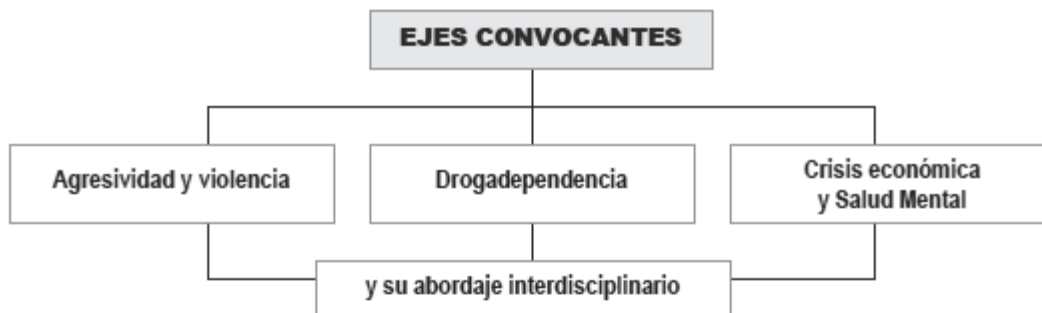 EJES CONVOCANTES
Agresividad y violencia
Drogadependencia
Crisis económica
y Salud Mental
y su abordaje interdisciplinario